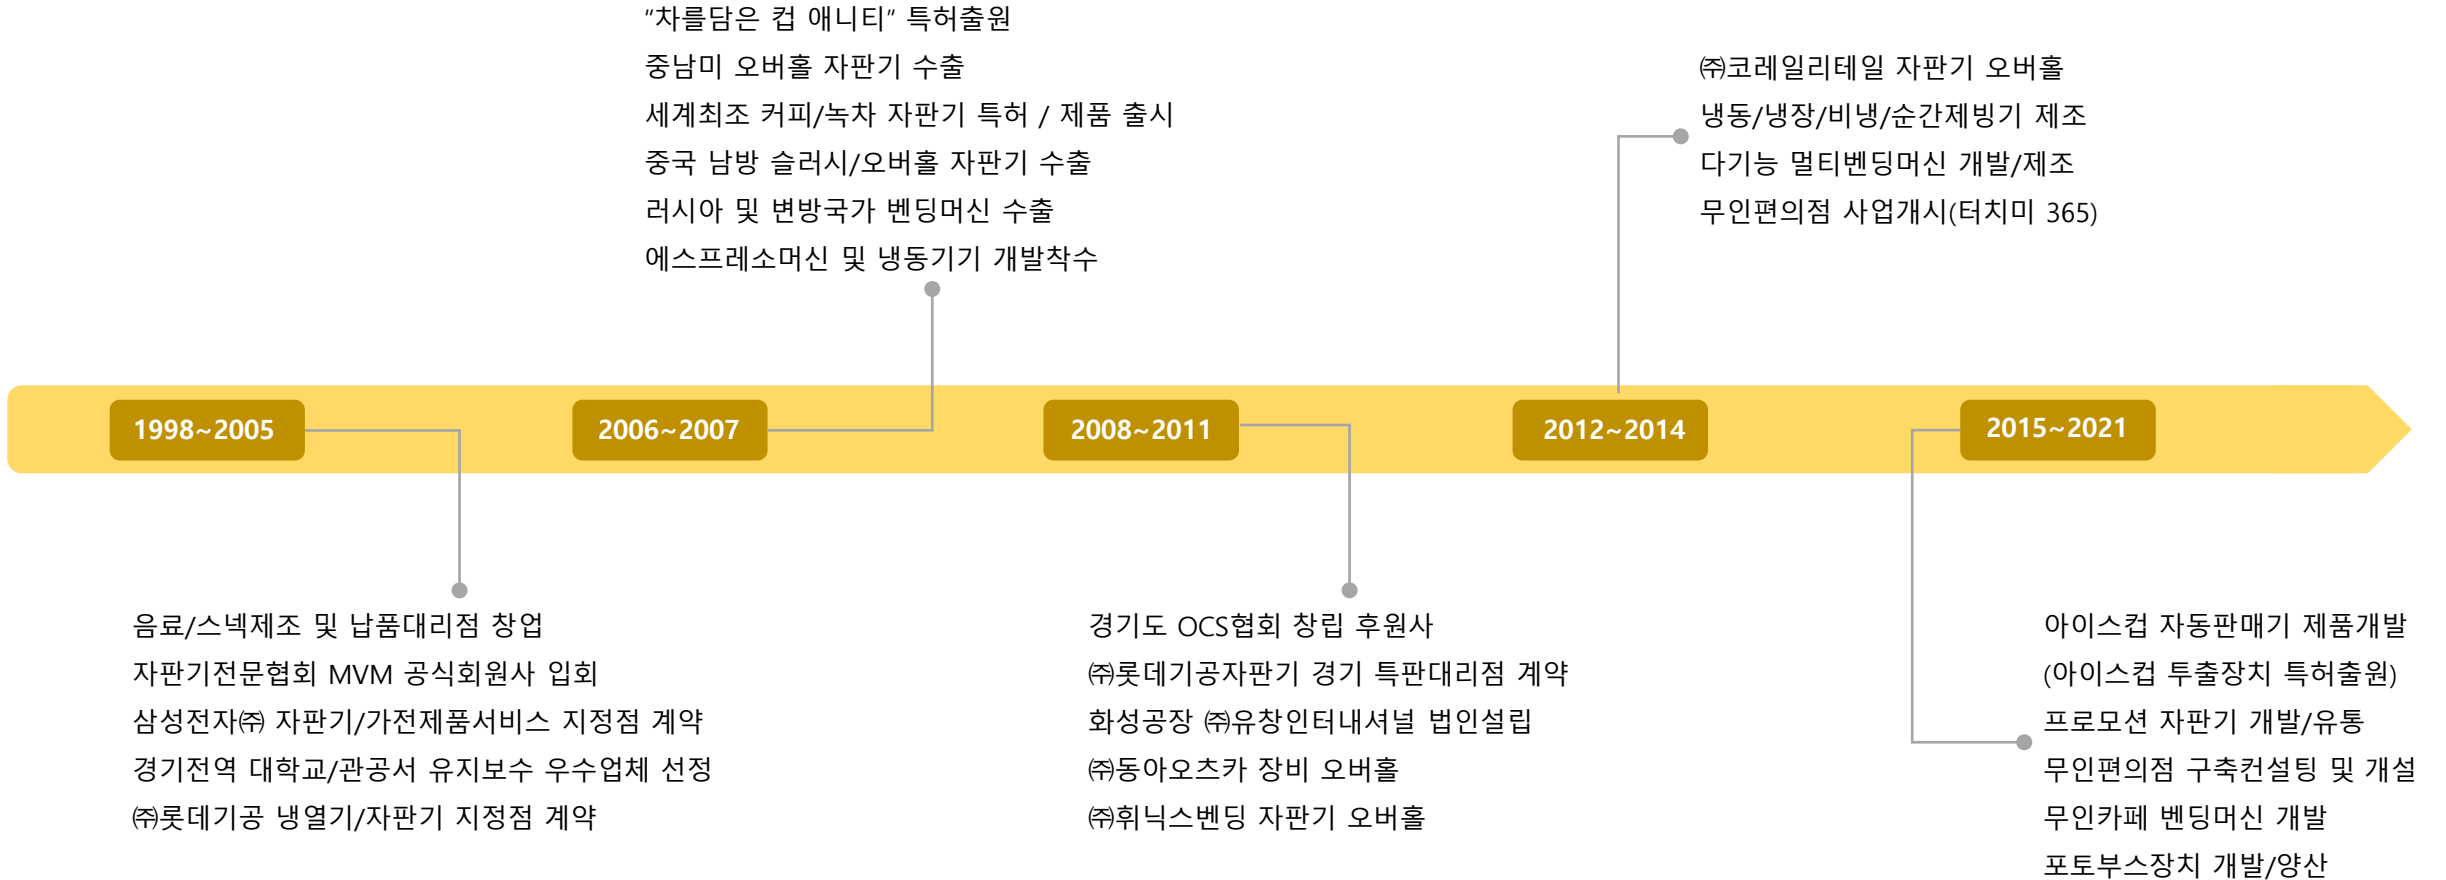 “차를담은 컵 애니티” 특허출원
중남미 오버홀 자판기 수출
세계최조 커피/녹차 자판기 특허 / 제품 출시
중국 남방 슬러시/오버홀 자판기 수출
러시아 및 변방국가 벤딩머신 수출
에스프레소머신 및 냉동기기 개발착수
㈜코레일리테일 자판기 오버홀
냉동/냉장/비냉/순간제빙기 제조
다기능 멀티벤딩머신 개발/제조
무인편의점 사업개시(터치미 365)
1998~2005
2006~2007
2008~2011
2012~2014
2015~2021
음료/스넥제조 및 납품대리점 창업
자판기전문협회 MVM 공식회원사 입회
삼성전자㈜ 자판기/가전제품서비스 지정점 계약
경기전역 대학교/관공서 유지보수 우수업체 선정
㈜롯데기공 냉열기/자판기 지정점 계약
경기도 OCS협회 창립 후원사
㈜롯데기공자판기 경기 특판대리점 계약
화성공장 ㈜유창인터내셔널 법인설립
㈜동아오츠카 장비 오버홀
㈜휘닉스벤딩 자판기 오버홀
아이스컵 자동판매기 제품개발
(아이스컵 투출장치 특허출원)
프로모션 자판기 개발/유통
무인편의점 구축컨설팅 및 개설
무인카페 벤딩머신 개발
포토부스장치 개발/양산